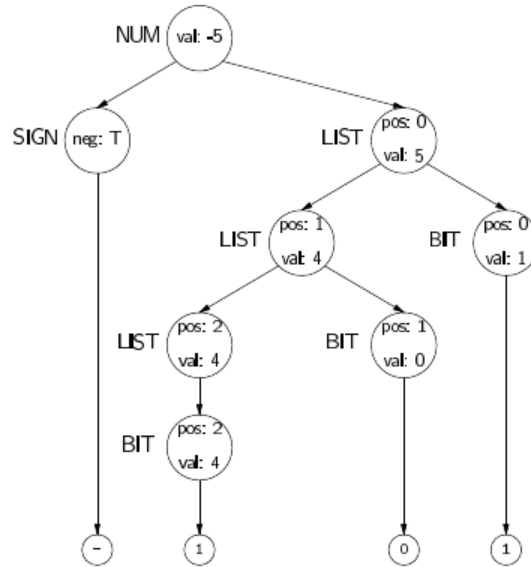 NUM val: -5
SIGN neg: T
LIST pos: 0
val: 5
LIST pos: 1
val: 4
BIT pos: 0
val: 1
LIST pos: 2
val: 4
BIT pos: 1
val: 0
BIT pos: 2
val: 4
- 1 0 1